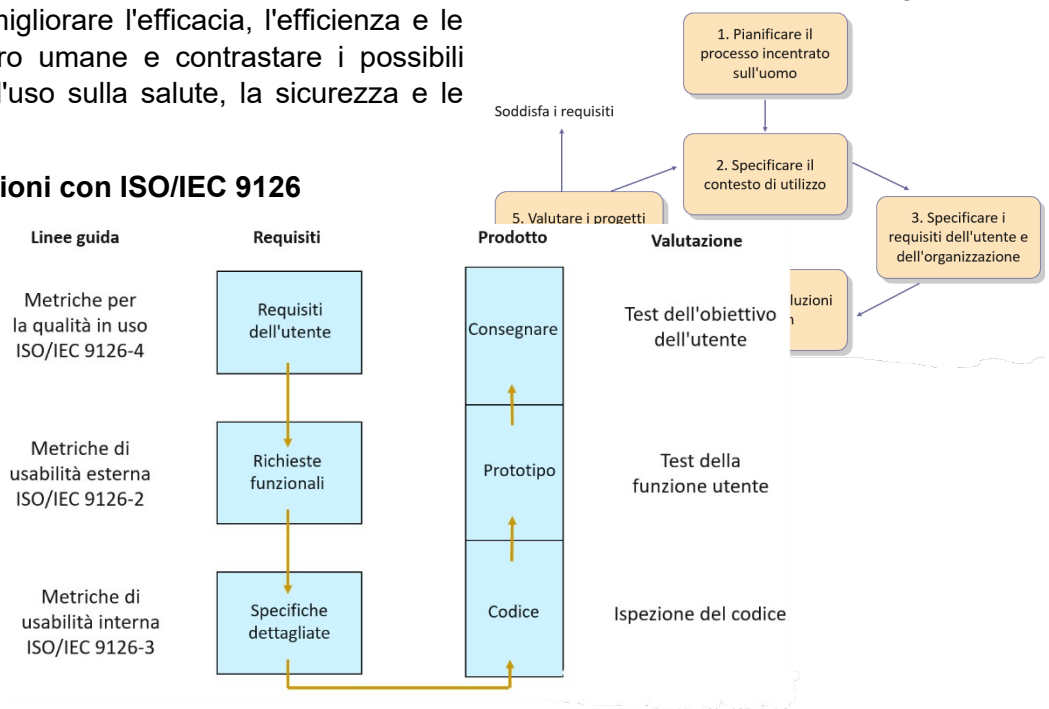 migliorare l'efficacia, l'efficienza e le
umane e contrastare i possibili
l'uso sulla salute, la sicurezza e le
1. Pianificare il
processo incentrato
sull'uomo
Soddisfa i requisiti
2. Specificare il
contesto di utilizzo
3. Specificare i
requisiti dell'utente e
dell'organizzazione
5. Valutare i progetti
con ISO/IEC 9126
Linee guida
Requisiti
Prodotto
Valutazione
Metriche per
la qualità in uso
ISO/IEC 9126-4
Requisiti
dell'utente
Consegnare
Test dell'obiettivo
dell'utente
Metriche di
usabilità esterna
ISO/IEC 9126-2
Richieste
funzionali
Prototipo
Test della
funzione utente
Metriche di
usabilità interna
ISO/IEC 9126-3
Specifiche
dettagliate
Codice
Ispezione del codice